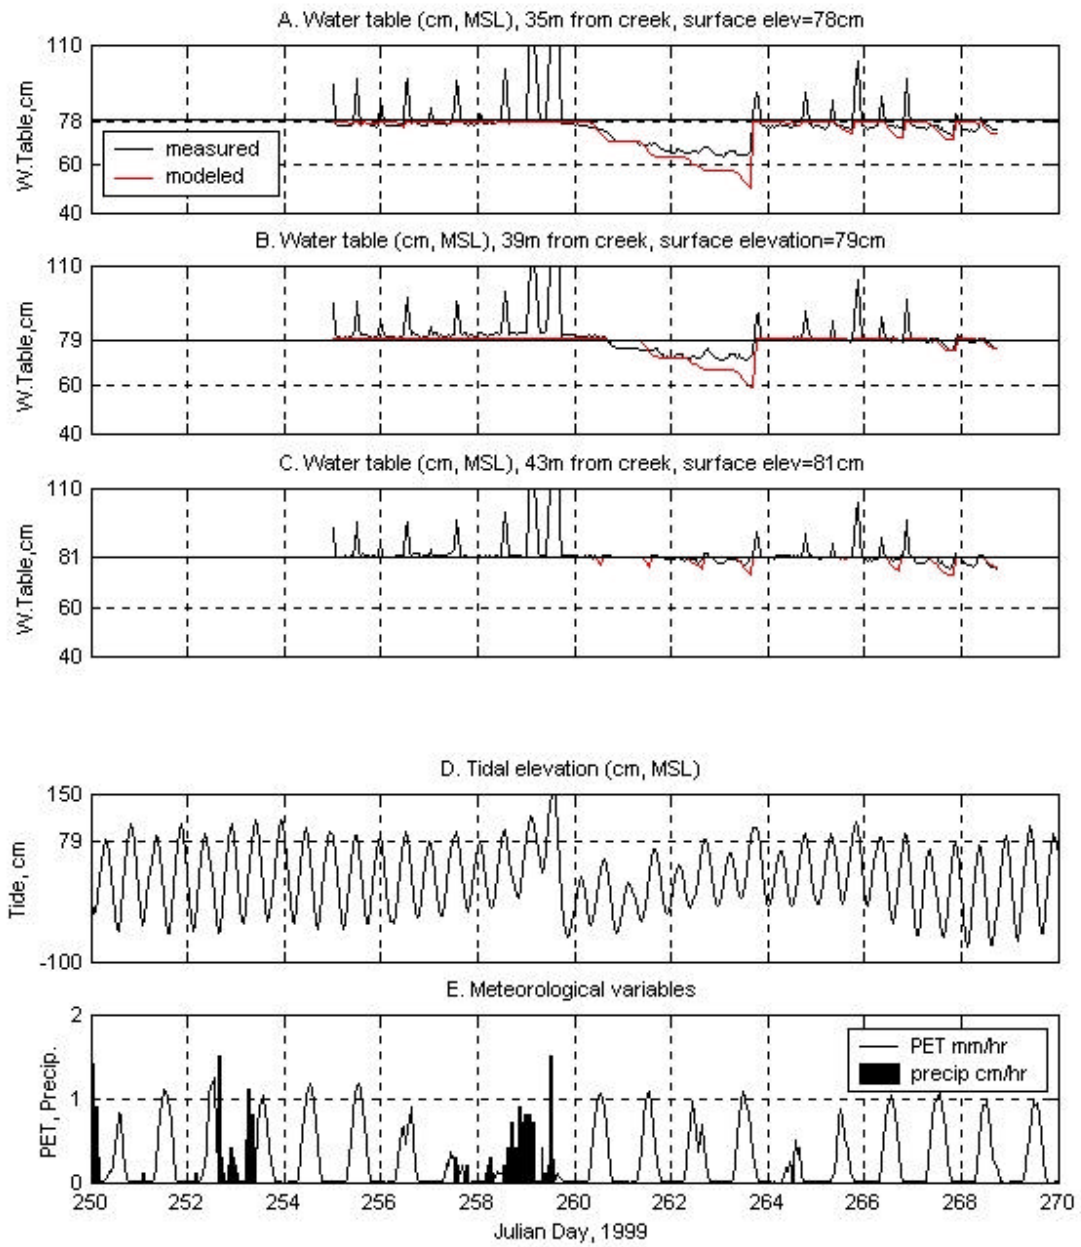 A. Water table (cm, MSL), 35m from creek, surface elev=78cm
110
78
60
40
W.Table,cm
measured
modeled
B. Water table (cm, MSL), 39m from creek, surface elevation=79cm
110
79
60
40
W.Table,cm
C. Water table (cm, MSL), 43m from creek, surface elev=81cm
110
81
60
40
W.Table,cm
D. Tidal elevation (cm, MSL)
150
79
-100
Tide, cm
E. Meteorological variables
2
1
0
PET, Precip.
PET mm/hr
precip cm/hr
250 252 254 256 258 260 262 264 266 268 270
Julian Day, 1999